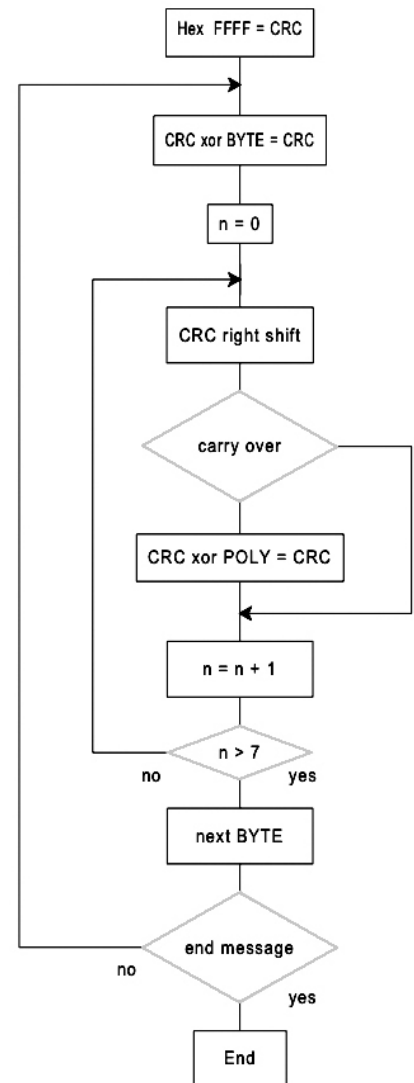 Hex FFFF = CRC
CRC xor BYTE = CRC
n = 0
CRC right shift
carry over
CRC xor POLY = CRC
n = n + 1
n > 7
no
yes
next BYTE
end message
no
yes
End